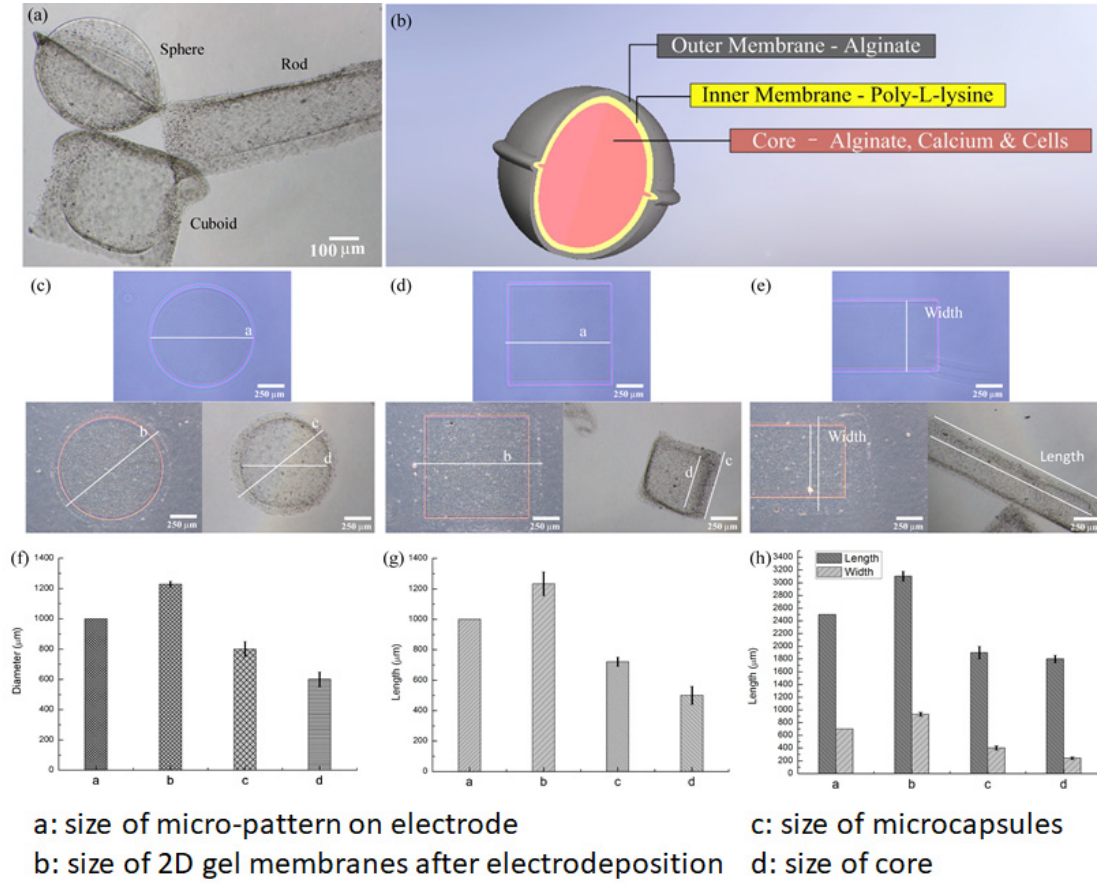 (a)
Sphere
Rod
Cuboid
100 μm
(b)
Outer Membrane - Alginate
Inner Membrane - Poly-L-lysine
Core - Alginate, Calcium & Cells
(c)
a
250 μm
b
250 μm
c
d
250 μm
(d)
a
250 μm
b
250 μm
d
c
250 μm
(e)
Width
250 μm
Width
250 μm
Length
250 μm
(f)
Diameter (μm)
1400
1200
1000
800
600
400
200
0
a b c d
(g)
Length (μm)
1400
1200
1000
800
600
400
200
0
a b c d
(h)
Length
Width
Length (μm)
3400
3200
3000
2800
2600
2400
2200
2000
1800
1600
1400
1200
1000
800
600
400
200
0
a b c d
a: size of micro-pattern on electrode
b: size of 2D gel membranes after electrodeposition
c: size of microcapsules
d: size of core